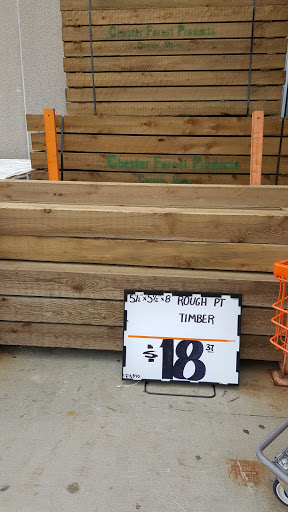 Chester Forest Products
Chester Forest Products
5½ x 5½ x 8' ROUGH PT
TIMBER
$18 37